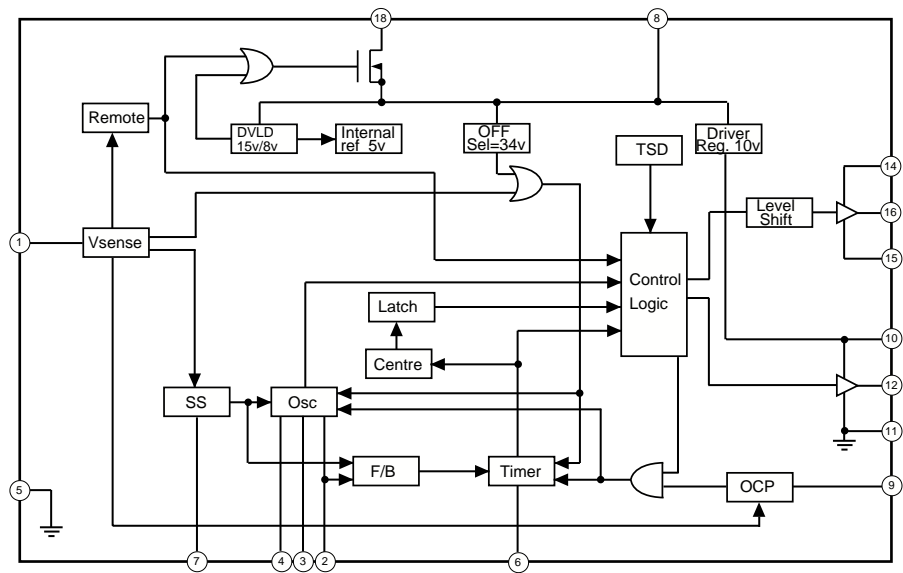 18
8
Remote
DVLD
15v/8v
Internal
ref 5v
OFF
Sel=34v
Driver
Reg. 10v
TSD
14
Level
Shift
16
1
Vsense
15
Control
Logic
Latch
10
Centre
12
SS
Osc
11
F/B
Timer
5
OCP
9
7
4
3
2
6